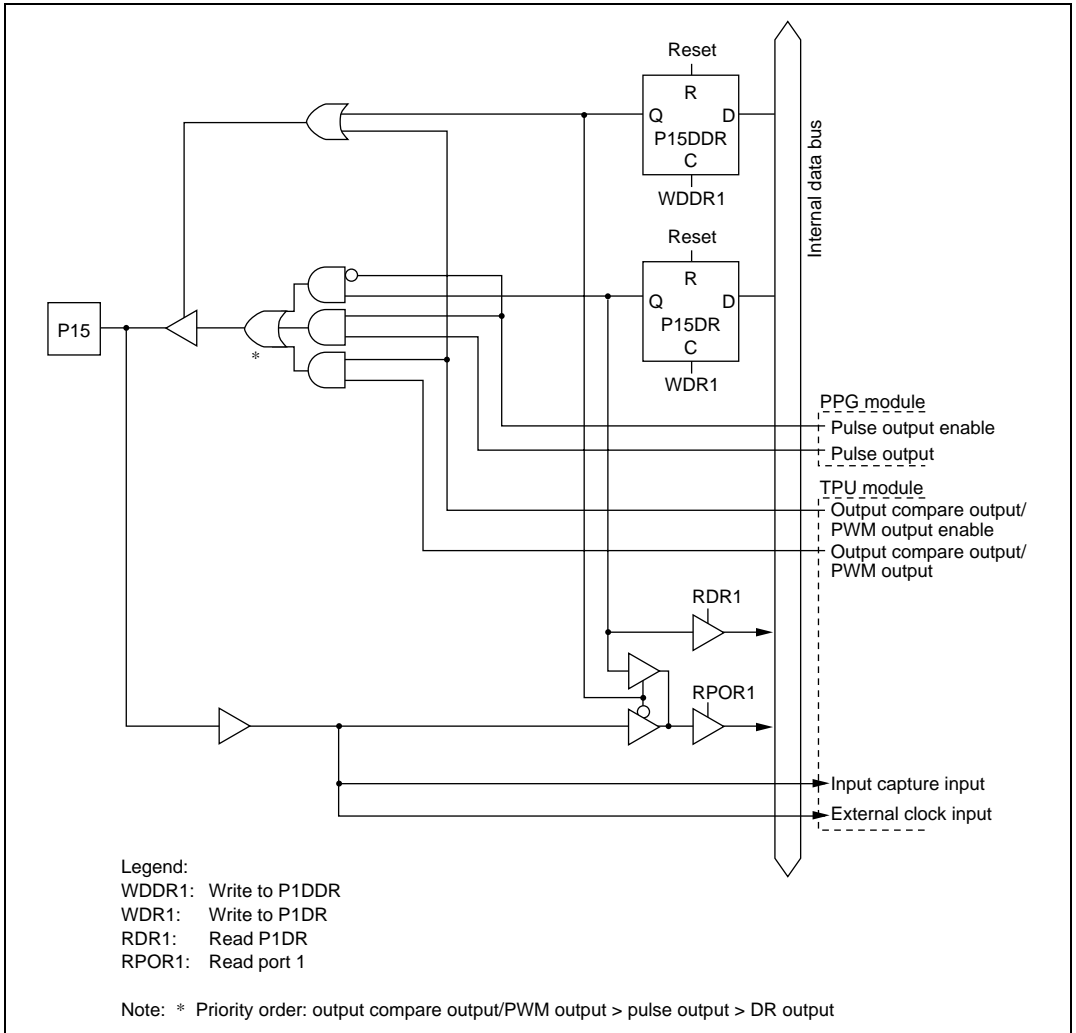 Reset
R
Q D
P15DDR
C
WDDR1
Internal data bus
Reset
R
Q D
P15DR
C
WDR1
P15
*
PPG module
Pulse output enable
Pulse output
TPU module
Output compare output/
PWM output enable
Output compare output/
PWM output
RDR1
RPOR1
Input capture input
External clock input
Legend:
WDDR1: Write to P1DDR
WDR1: Write to P1DR
RDR1: Read P1DR
RPOR1: Read port 1
Note: * Priority order: output compare output/PWM output > pulse output > DR output